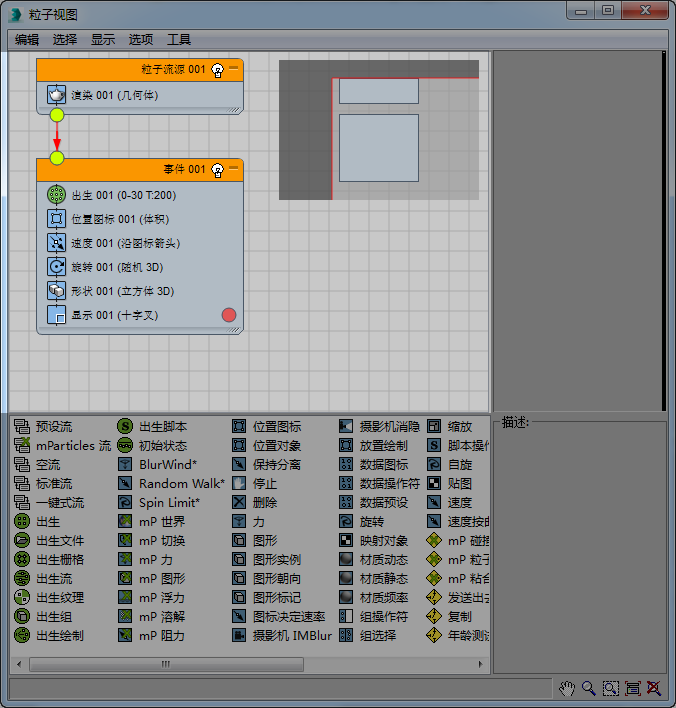 粒子视图
编辑 选择 显示 选项 工具
粒子流源 001
渲染 001 (几何体)
事件 001
出生 001 (0-30 T:200)
位置图标 001 (体积)
速度 001 (沿图标箭头)
旋转 001 (随机 3D)
形状 001 (立方体 3D)
显示 001 (十字叉)
描述:
预设流 出生脚本 位置图标 摄影机消隐 缩放
mParticles 流 初始状态 位置对象 放置绘制 脚本操作
空流 BlurWind* 保持分离 数据图标 自旋
标准流 Random Walk* 停止 数据操作符 贴图
一键式流 Spin Limit* 删除 数据预设 速度
出生 mP 世界 力 旋转 速度按曲
出生文件 mP 切换 图形 映射对象 mP 碰撞
出生栅格 mP 力 图形实例 材质动态 mP 粒子
出生流 mP 图形 图形朝向 材质静态 mP 粘合
出生纹理 mP 浮力 图形标记 材质频率 发送出去
出生组 mP 溶解 图标决定速率 组操作符 复制
出生绘制 mP 阻力 摄影机 IMBlur 组选择 年龄测试